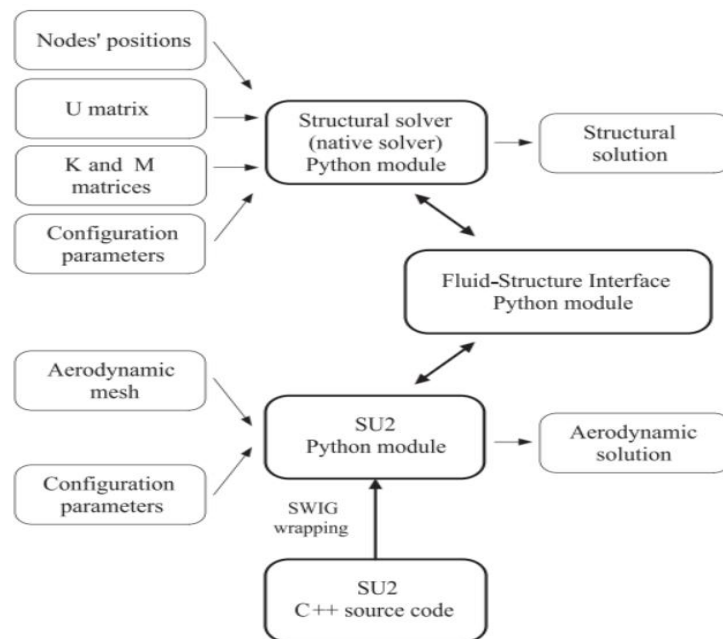 Nodes' positions
U matrix
K and M
matrices
Configuration
parameters
Structural solver
(native solver)
Python module
Structural
solution
Fluid-Structure Interface
Python module
Aerodynamic
mesh
Configuration
parameters
SU2
Python module
Aerodynamic
solution
SWIG
wrapping
SU2
C++ source code